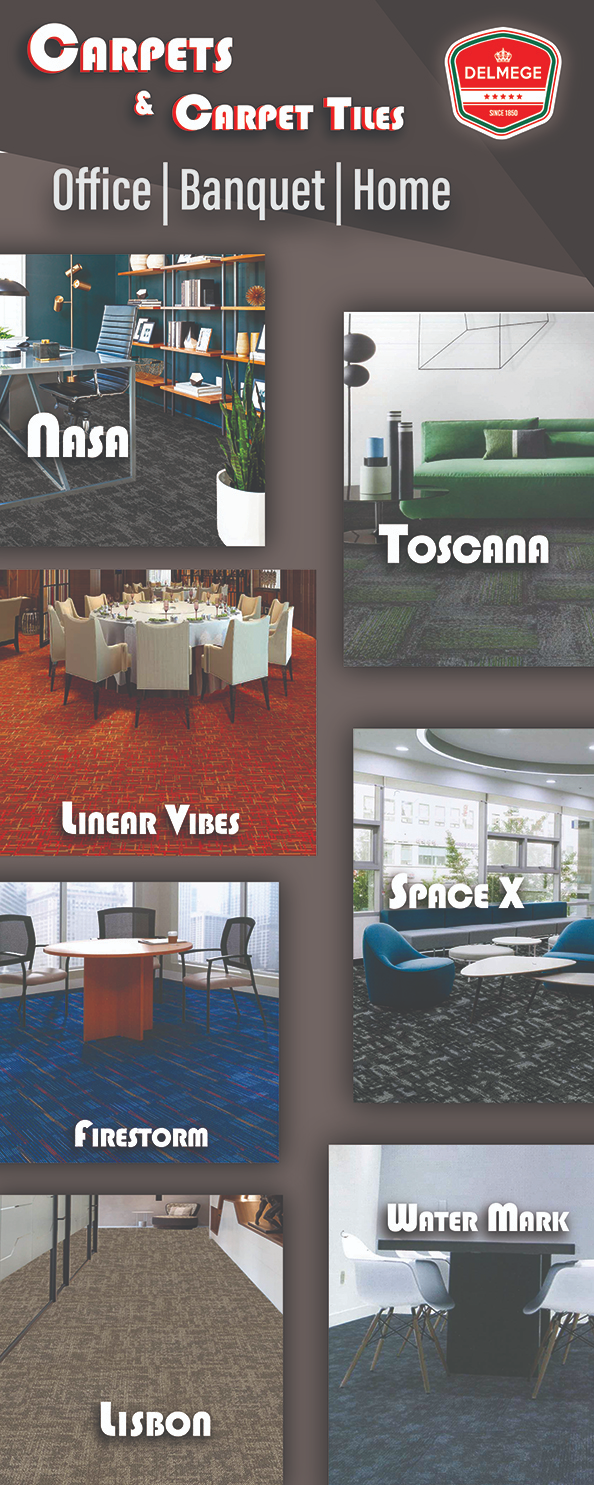 Carpets
& Carpet Tiles
DELMEGE
SINCE 1850
Office | Banquet | Home
Nasa
Toscana
Linear Vibes
Space X
Firestorm
Water Mark
Lisbon